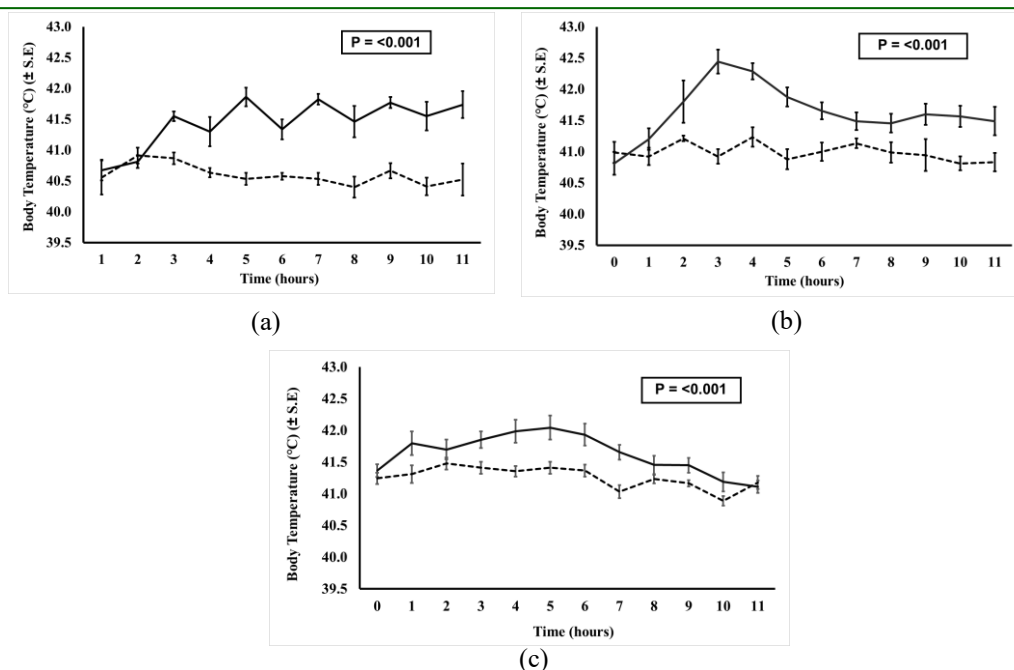 P = <0.001
Body Temperature (°C) (± S.E)
43.0
42.5
42.0
41.5
41.0
40.5
40.0
39.5
1 2 3 4 5 6 7 8 9 10 11
Time (hours)
(a)
P = <0.001
Body Temperature (°C) (± S.E)
43.0
42.5
42.0
41.5
41.0
40.5
40.0
39.5
0 1 2 3 4 5 6 7 8 9 10 11
Time (hours)
(b)
P = <0.001
Body Temperature (°C) (± S.E)
43.0
42.5
42.0
41.5
41.0
40.5
40.0
39.5
0 1 2 3 4 5 6 7 8 9 10 11
Time (hours)
(c)